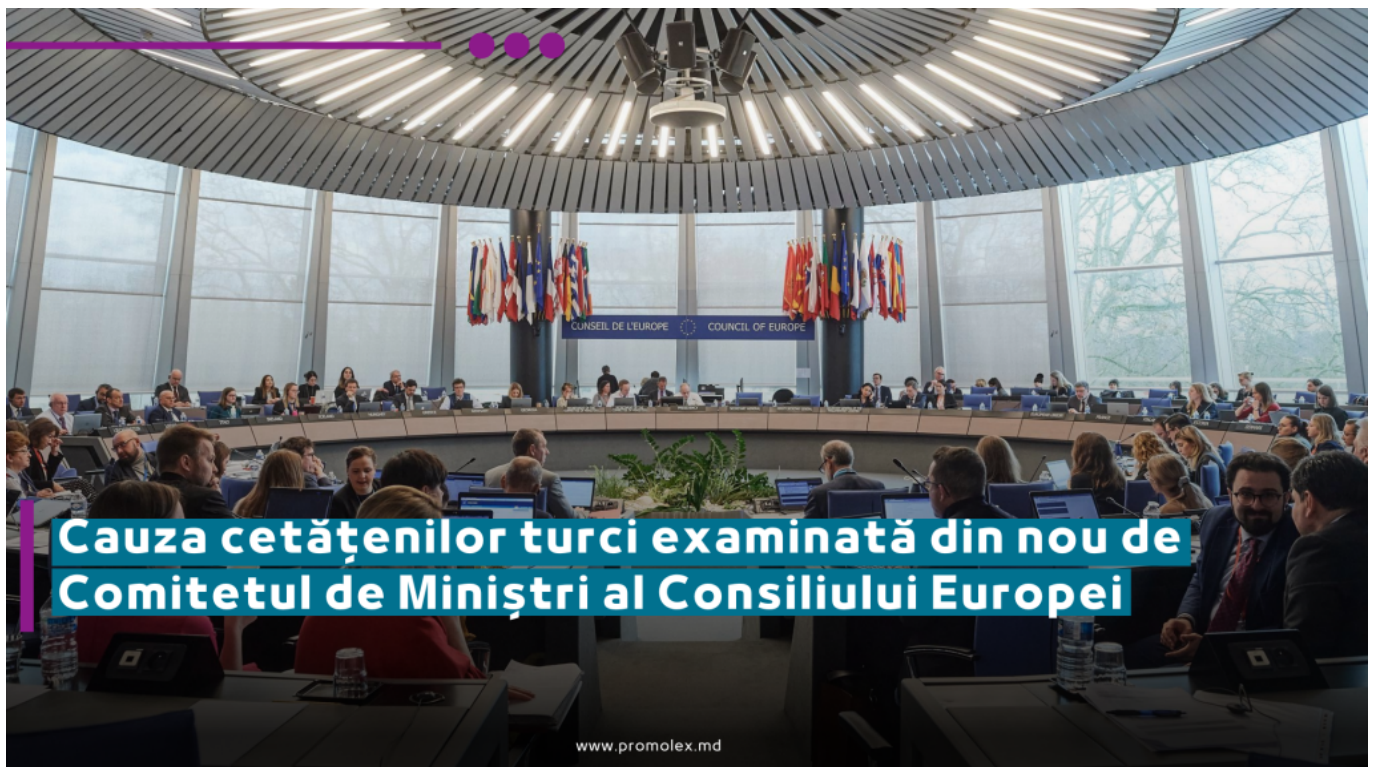 CONSEIL DE L'EUROPE COUNCIL OF EUROPE
Cauza cetățenilor turci examinată din nou de
Comitetul de Miniștri al Consiliului Europei
www.promolex.md